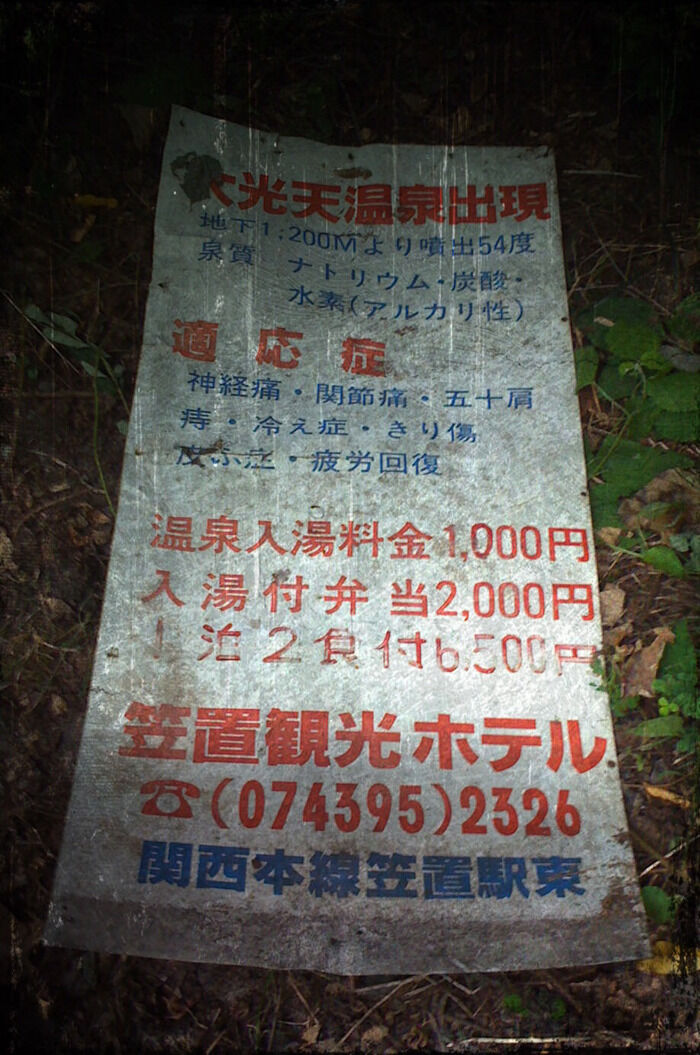 大光天温泉出現
地下1,200Mより噴出54度
泉質 ナトリウム・炭酸・
水素(アルカリ性)
適応症
神経痛・関節痛・五十肩
痔・冷え症・きり傷
皮ふ症・疲労回復
温泉入湯料金1,000円
入湯付弁当2,000円
1泊2食付6,500円
笠置観光ホテル
☎(074395)2326
関西本線笠置駅東